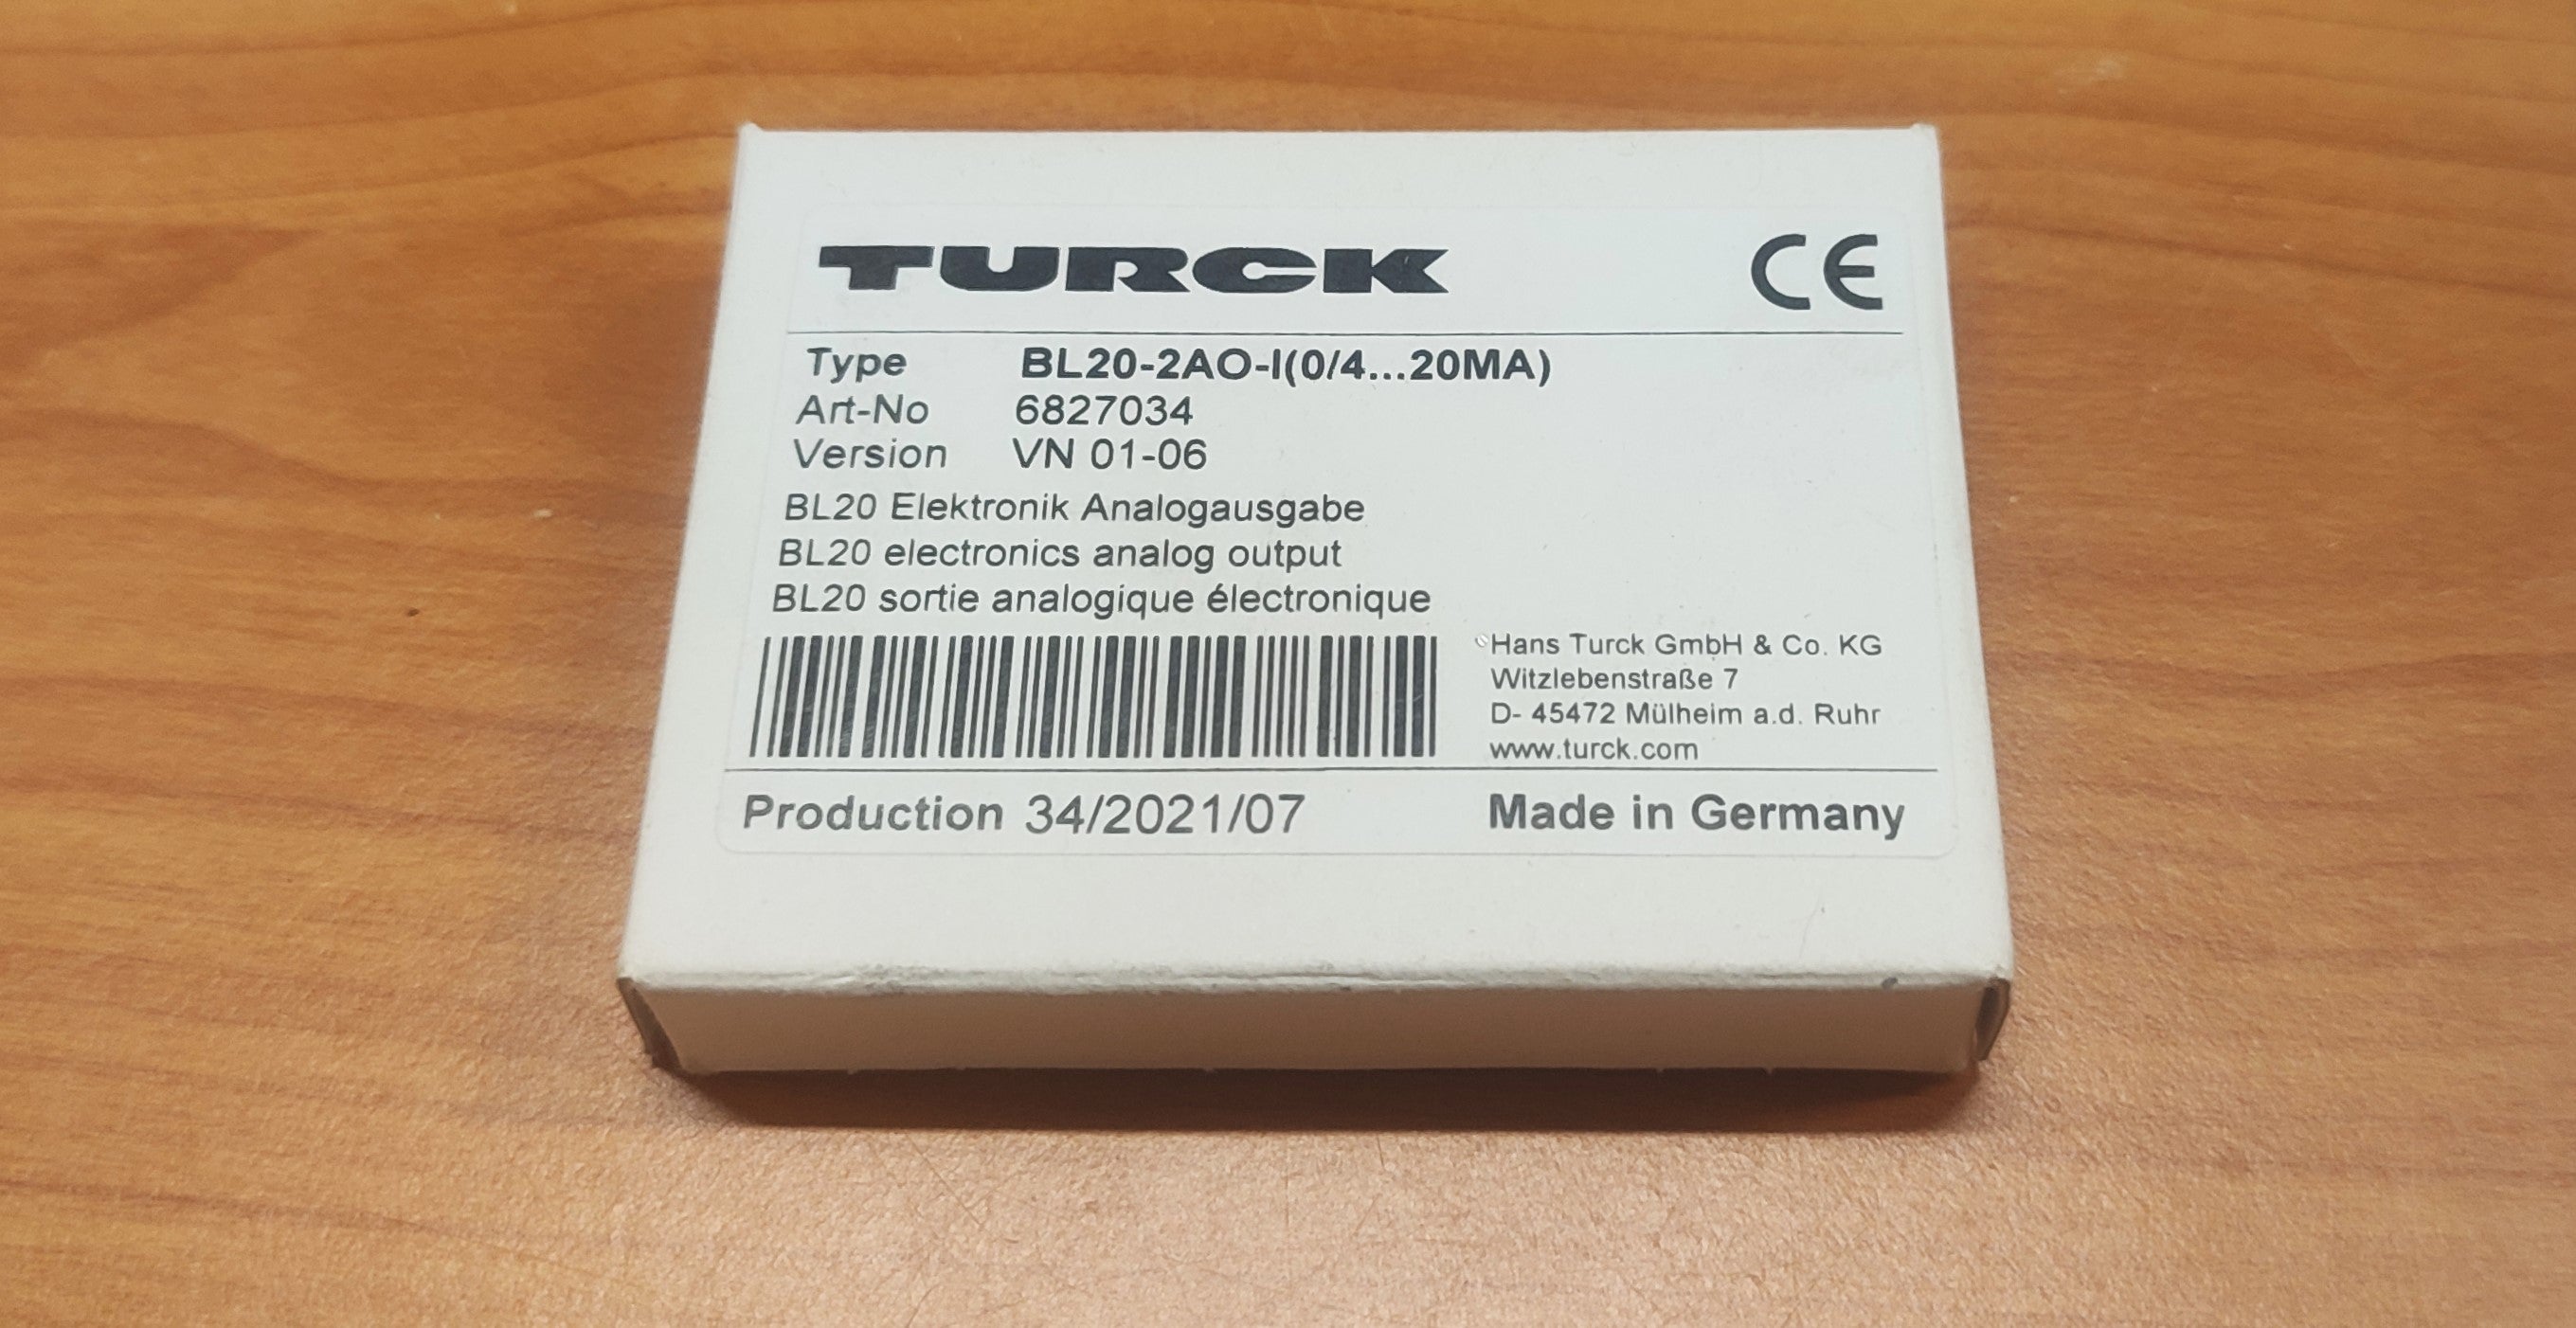 TURCK CE
Type BL20-2AO-I(0/4...20MA)
Art-No 6827034
Version VN 01-06
BL20 Elektronik Analogausgabe
BL20 electronics analog output
BL20 sortie analogique électronique
Hans Turck GmbH & Co. KG
Witzlebenstraße 7
D- 45472 Mülheim a.d. Ruhr
www.turck.com
Production 34/2021/07 Made in Germany